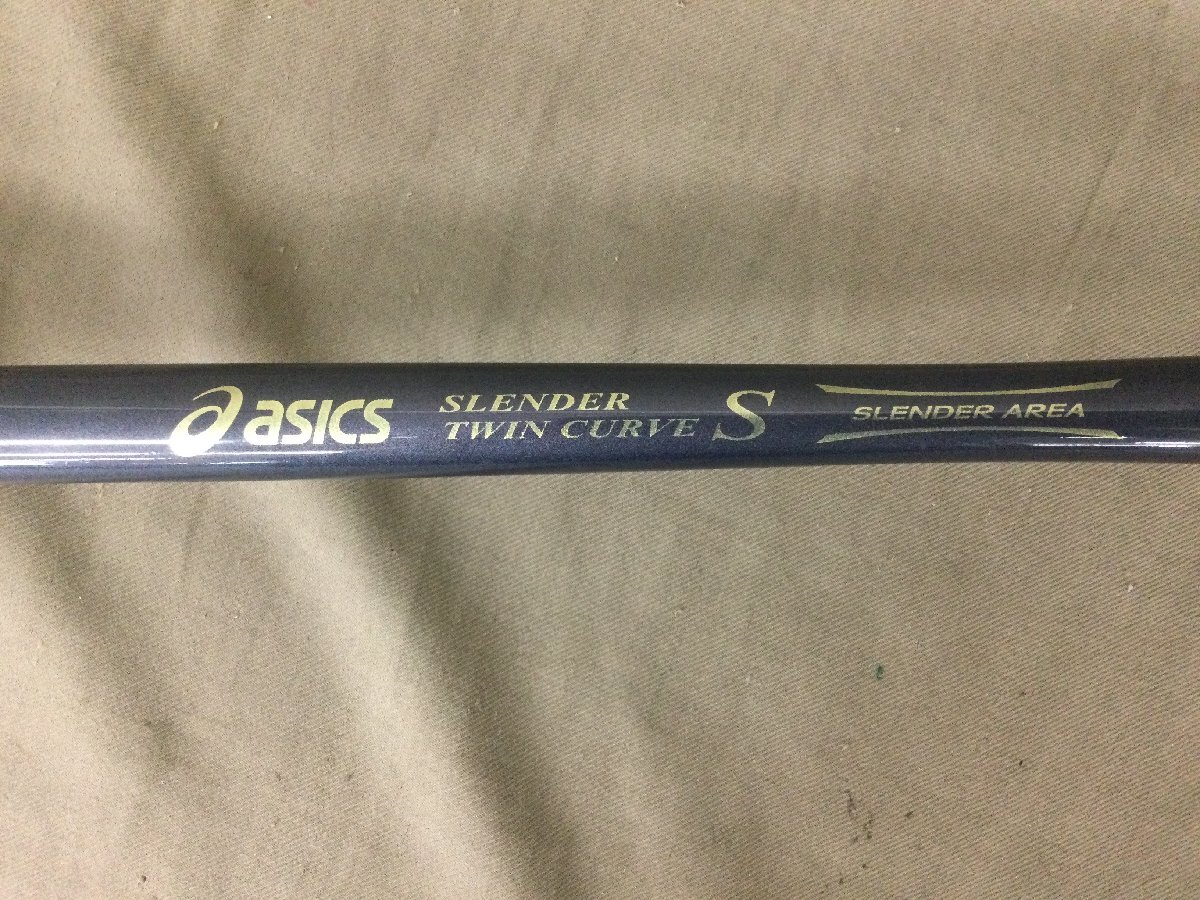 asics
SLENDER
TWIN CURVE S
SLENDER AREA